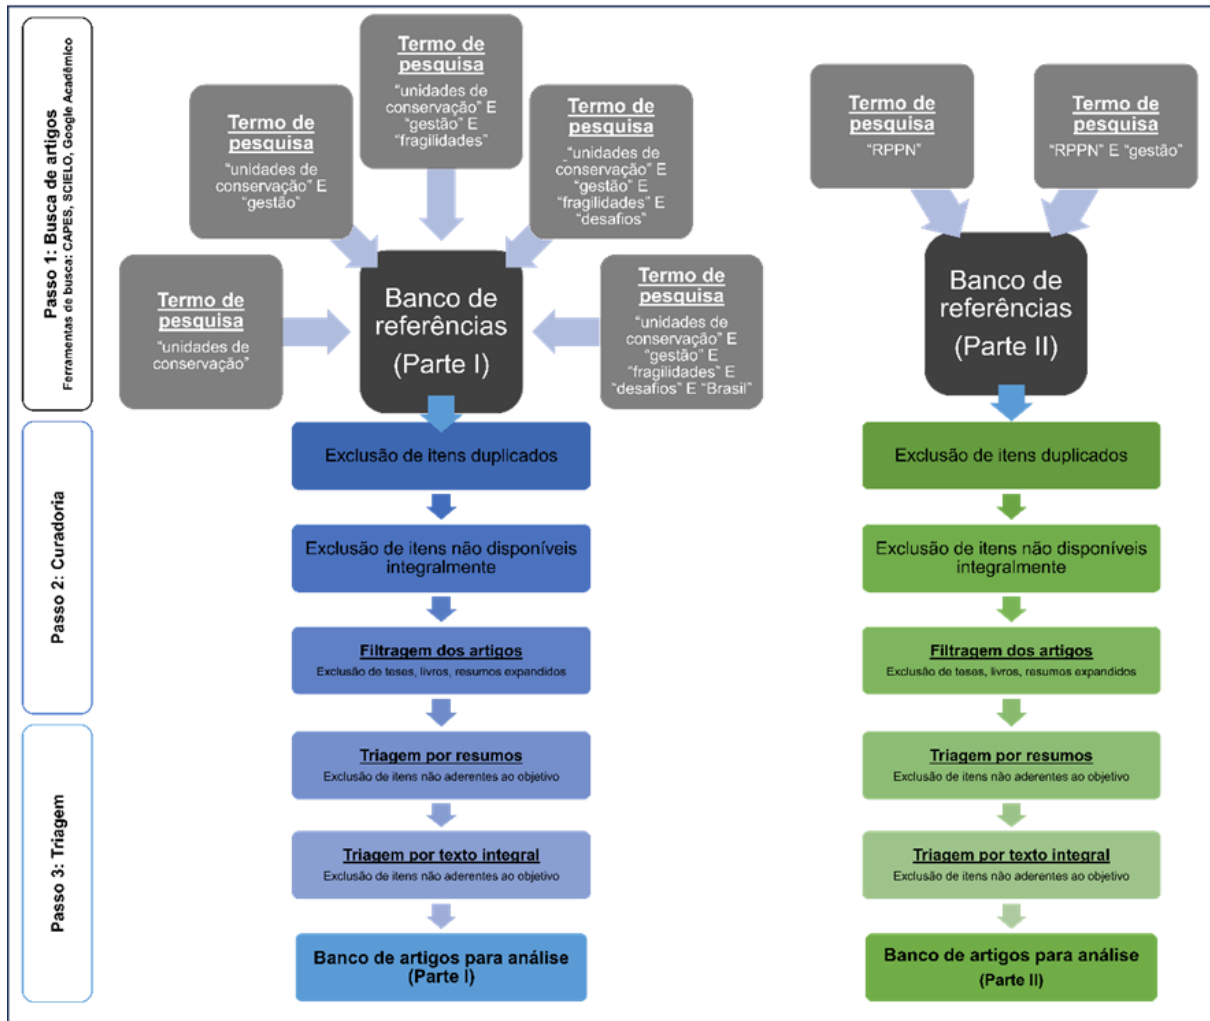 Passo 1: Busca de artigos
Ferramentas de busca: CAPES, SCIELO, Google Acadêmico
Termo de
pesquisa
“unidades de
conservação”
Termo de
pesquisa
“unidades de
conservação” E
“gestão”
Termo de
pesquisa
“unidades de
conservação” E
“gestão” E
“fragilidades”
Termo de
pesquisa
“unidades de
conservação” E
“gestão” E
“fragilidades” E
“desafios”
Termo de
pesquisa
“unidades de
conservação” E
“gestão” E
“fragilidades” E
“desafios” E “Brasil”
Banco de
referências
(Parte I)
Termo de
pesquisa
“RPPN”
Termo de
pesquisa
“RPPN” E “gestão”
Banco de
referências
(Parte II)
Passo 2: Curadoria
Exclusão de itens duplicados
Exclusão de itens não disponíveis
integralmente
Filtragem dos artigos
Exclusão de teses, livros, resumos expandidos
Exclusão de itens duplicados
Exclusão de itens não disponíveis
integralmente
Filtragem dos artigos
Exclusão de teses, livros, resumos expandidos
Passo 3: Triagem
Triagem por resumos
Exclusão de itens não aderentes ao objetivo
Triagem por texto integral
Exclusão de itens não aderentes ao objetivo
Banco de artigos para análise
(Parte I)
Triagem por resumos
Exclusão de itens não aderentes ao objetivo
Triagem por texto integral
Exclusão de itens não aderentes ao objetivo
Banco de artigos para análise
(Parte II)